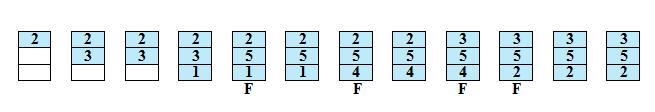 2 2 2 2 2 2 2 2 3 3 3 3
3 3 3 5 5 5 5 5 5 5 5
1 1 1 4 4 4 2 2 2
F F F F